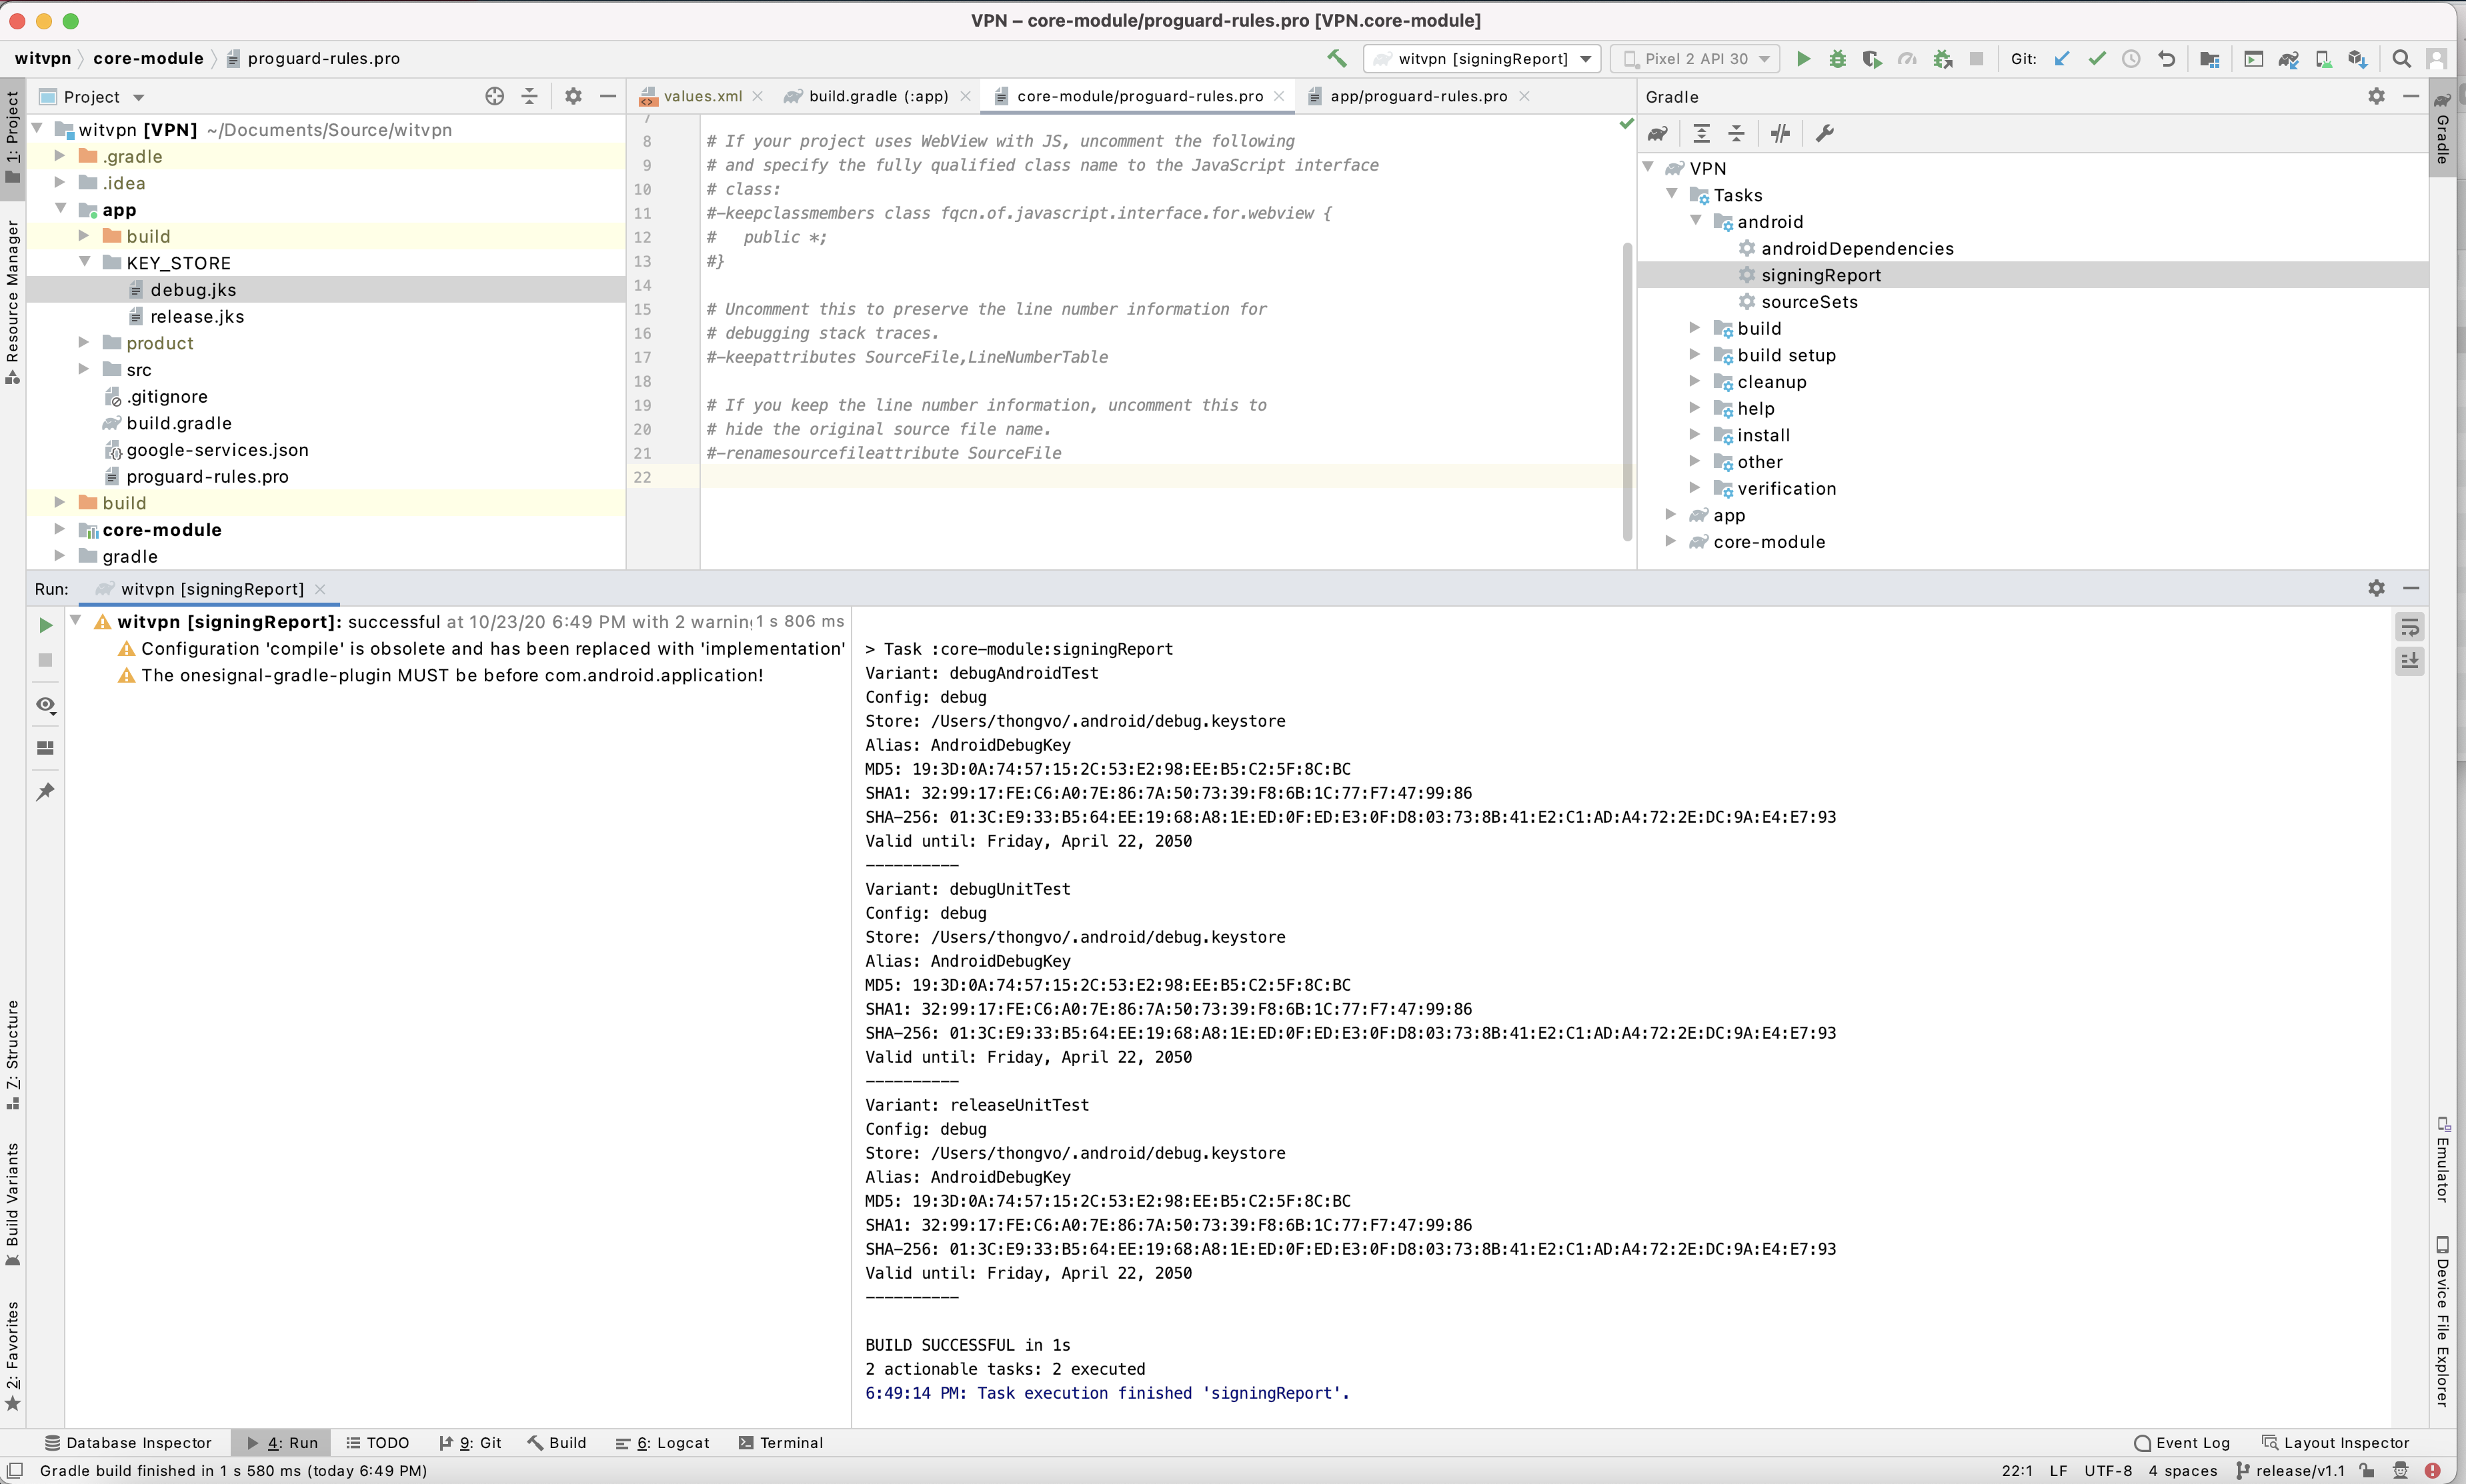 VPN – core-module/proguard-rules.pro [VPN.core-module]
witvpn core-module proguard-rules.pro
witvpn [signingReport] Pixel 2 API 30 Git:
1: Project
Resource Manager
7: Structure
Build Variants
2: Favorites
Project
witvpn [VPN] ~/Documents/Source/witvpn
.gradle
.idea
app
build
KEY_STORE
debug.jks
release.jks
product
src
.gitignore
build.gradle
google-services.json
proguard-rules.pro
build
core-module
gradle
values.xml build.gradle (:app) core-module/proguard-rules.pro app/proguard-rules.pro
7
8 # If your project uses WebView with JS, uncomment the following
9 # and specify the fully qualified class name to the JavaScript interface
10 # class:
11 #-keepclassmembers class fqcn.of.javascript.interface.for.webview {
12 #   public *;
13 #}
14
15 # Uncomment this to preserve the line number information for
16 # debugging stack traces.
17 #-keepattributes SourceFile,LineNumberTable
18
19 # If you keep the line number information, uncomment this to
20 # hide the original source file name.
21 #-renamesourcefileattribute SourceFile
22
Gradle
VPN
Tasks
android
androidDependencies
signingReport
sourceSets
build
build setup
cleanup
help
install
other
verification
app
core-module
Gradle
Emulator
Device File Explorer
Run: witvpn [signingReport]
witvpn [signingReport]: successful at 10/23/20 6:49 PM with 2 warnin 1 s 806 ms
Configuration 'compile' is obsolete and has been replaced with 'implementation'
The onesignal-gradle-plugin MUST be before com.android.application!
> Task :core-module:signingReport
Variant: debugAndroidTest
Config: debug
Store: /Users/thongvo/.android/debug.keystore
Alias: AndroidDebugKey
MD5: 19:3D:0A:74:57:15:2C:53:E2:98:EE:B5:C2:5F:8C:BC
SHA1: 32:99:17:FE:C6:A0:7E:86:7A:50:73:39:F8:6B:1C:77:F7:47:99:86
SHA-256: 01:3C:E9:33:B5:64:EE:19:68:A8:1E:ED:0F:ED:E3:0F:D8:03:73:8B:41:E2:C1:AD:A4:72:2E:DC:9A:E4:E7:93
Valid until: Friday, April 22, 2050
----------
Variant: debugUnitTest
Config: debug
Store: /Users/thongvo/.android/debug.keystore
Alias: AndroidDebugKey
MD5: 19:3D:0A:74:57:15:2C:53:E2:98:EE:B5:C2:5F:8C:BC
SHA1: 32:99:17:FE:C6:A0:7E:86:7A:50:73:39:F8:6B:1C:77:F7:47:99:86
SHA-256: 01:3C:E9:33:B5:64:EE:19:68:A8:1E:ED:0F:ED:E3:0F:D8:03:73:8B:41:E2:C1:AD:A4:72:2E:DC:9A:E4:E7:93
Valid until: Friday, April 22, 2050
----------
Variant: releaseUnitTest
Config: debug
Store: /Users/thongvo/.android/debug.keystore
Alias: AndroidDebugKey
MD5: 19:3D:0A:74:57:15:2C:53:E2:98:EE:B5:C2:5F:8C:BC
SHA1: 32:99:17:FE:C6:A0:7E:86:7A:50:73:39:F8:6B:1C:77:F7:47:99:86
SHA-256: 01:3C:E9:33:B5:64:EE:19:68:A8:1E:ED:0F:ED:E3:0F:D8:03:73:8B:41:E2:C1:AD:A4:72:2E:DC:9A:E4:E7:93
Valid until: Friday, April 22, 2050
----------
BUILD SUCCESSFUL in 1s
2 actionable tasks: 2 executed
6:49:14 PM: Task execution finished 'signingReport'.
Database Inspector 4: Run TODO 9: Git Build 6: Logcat Terminal Event Log Layout Inspector
Gradle build finished in 1 s 580 ms (today 6:49 PM) 22:1 LF UTF-8 4 spaces release/v1.1